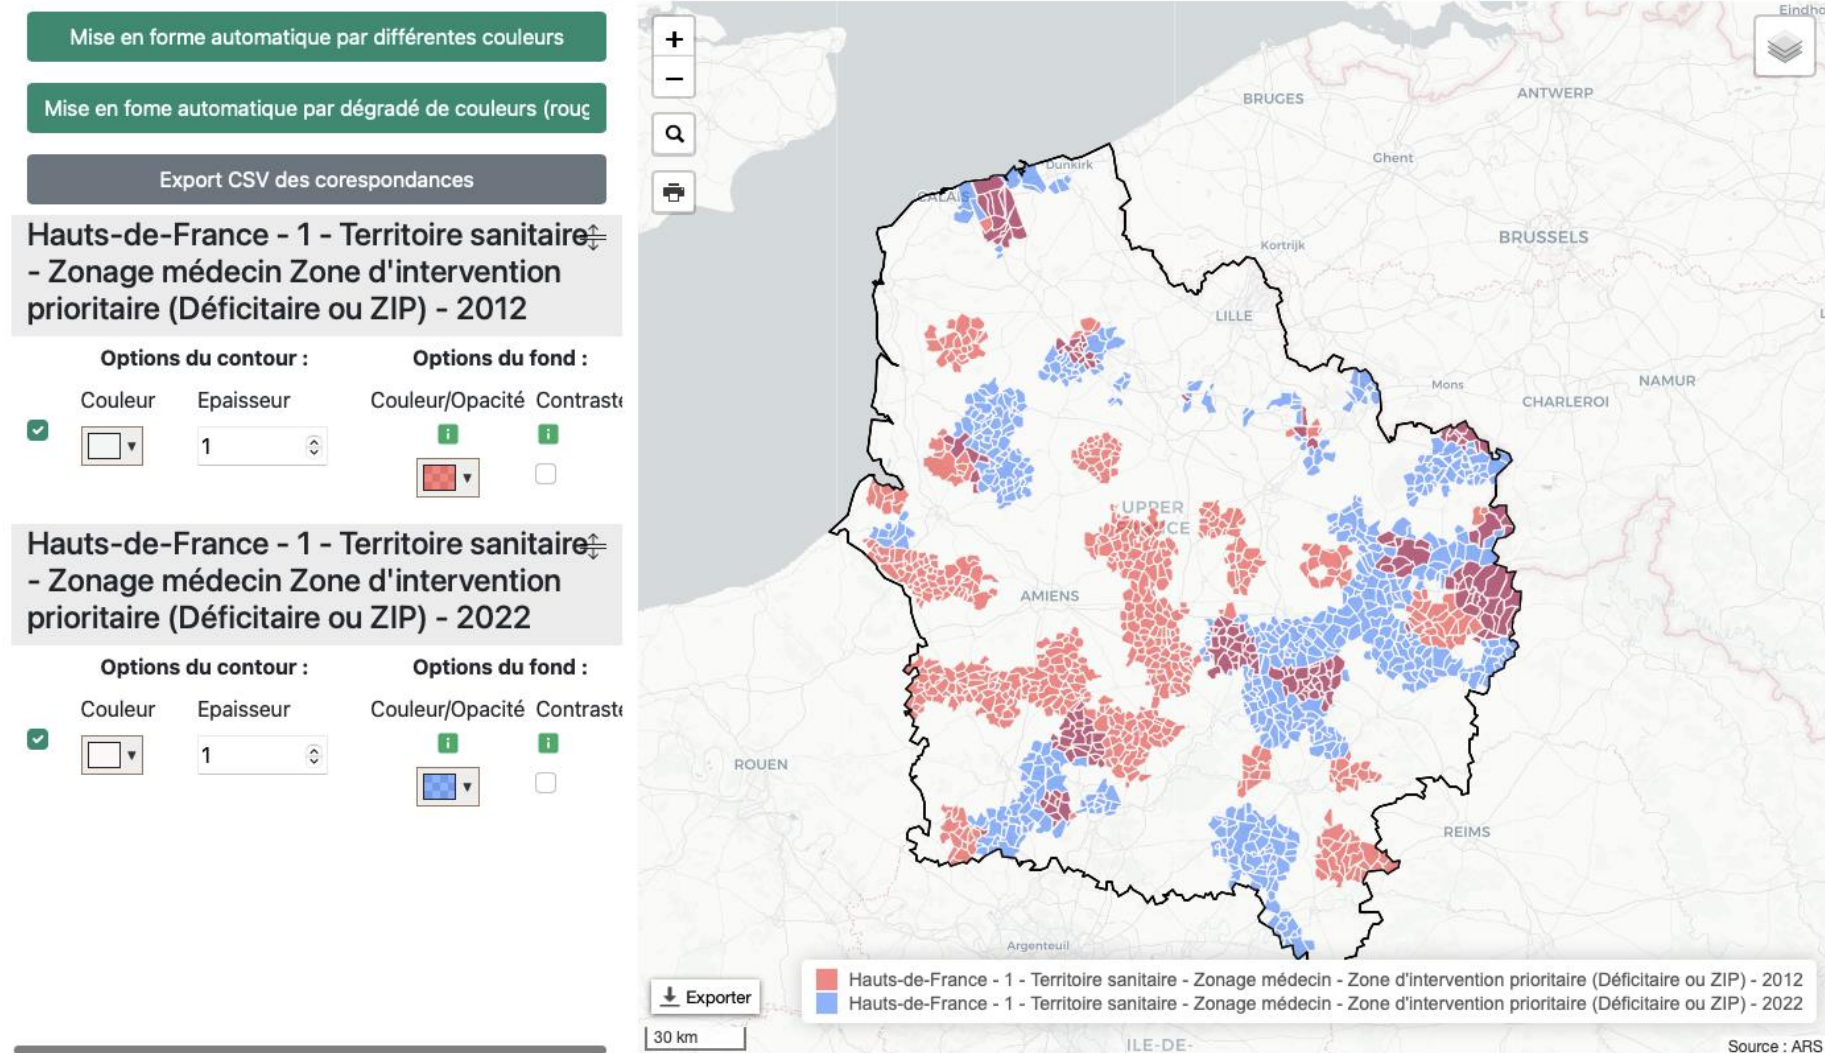 Mise en forme automatique par différentes couleurs
Mise en fome automatique par dégradé de couleurs (roug
Export CSV des corespondances
Hauts-de-France - 1 - Territoire sanitaire
- Zonage médecin Zone d'intervention
prioritaire (Déficitaire ou ZIP) - 2012
Options du contour :
Options du fond :
Couleur
Epaisseur
Couleur/Opacité
Contraste
1
Hauts-de-France - 1 - Territoire sanitaire
- Zonage médecin Zone d'intervention
prioritaire (Déficitaire ou ZIP) - 2022
Options du contour :
Options du fond :
Couleur
Epaisseur
Couleur/Opacité
Contraste
1
+
−
Eindho
BRUGES
ANTWERP
Dunkirk
Ghent
CALAIS
Kortrijk
BRUSSELS
LILLE
Mons
NAMUR
CHARLEROI
UPPER
AMIENS
ROUEN
REIMS
Argenteuil
Exporter
30 km
ILE-DE-
Hauts-de-France - 1 - Territoire sanitaire - Zonage médecin - Zone d'intervention prioritaire (Déficitaire ou ZIP) - 2012
Hauts-de-France - 1 - Territoire sanitaire - Zonage médecin - Zone d'intervention prioritaire (Déficitaire ou ZIP) - 2022
Source : ARS